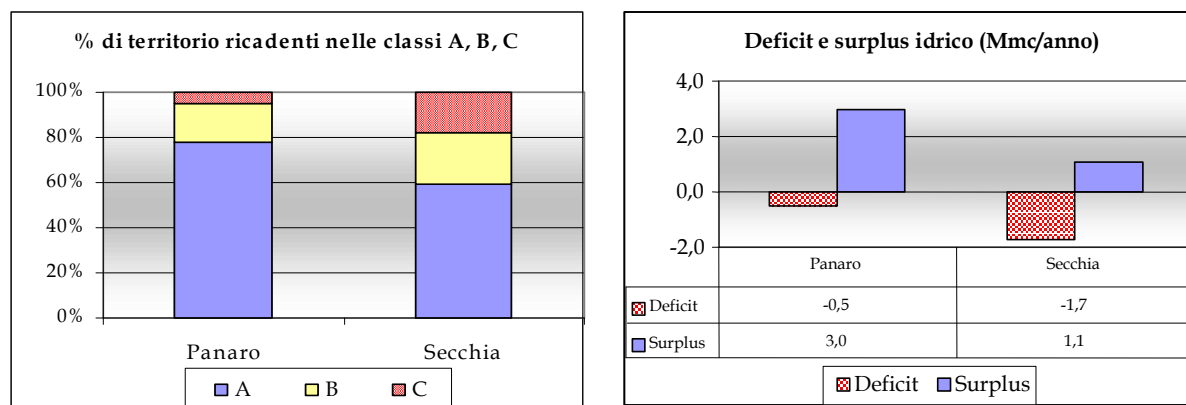 % di territorio ricadenti nelle classi A, B, C
100%
80%
60%
40%
20%
0%
Panaro Secchia
A B C
Deficit e surplus idrico (Mmc/anno)
4,0
2,0
0,0
-2,0
Panaro Secchia
Deficit -0,5 -1,7
Surplus 3,0 1,1
Deficit Surplus